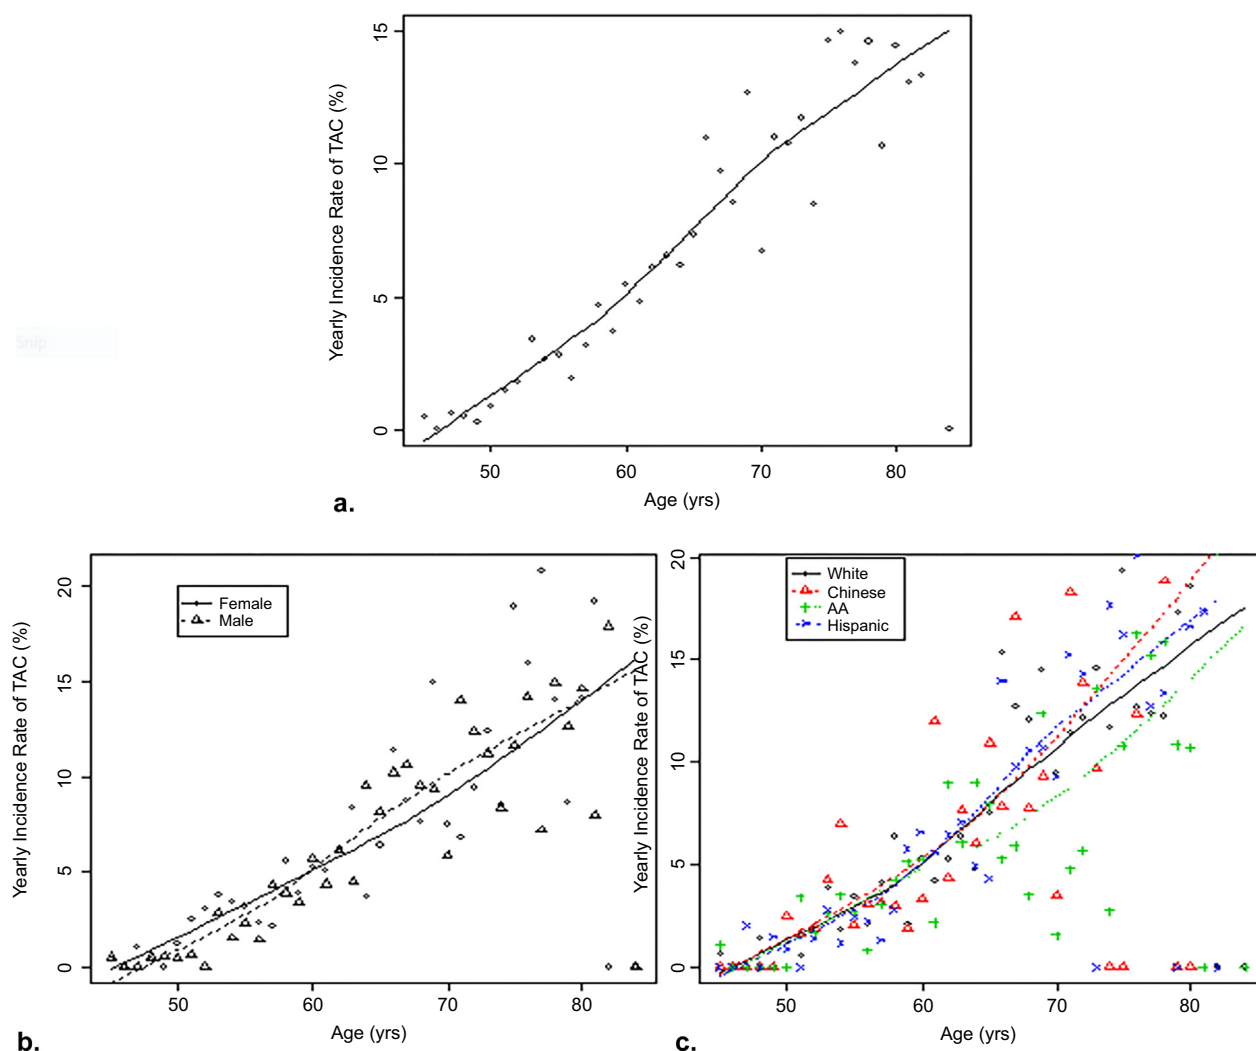 15
10
5
0
Yearly Incidence Rate of TAC (%)
50 60 70 80
Age (yrs)
a.
Snip
20
15
10
5
0
Yearly Incidence Rate of TAC (%)
Female
Male
50 60 70 80
Age (yrs)
b.
20
15
10
5
0
Yearly Incidence Rate of TAC (%)
White
Chinese
AA
Hispanic
50 60 70 80
Age (yrs)
c.